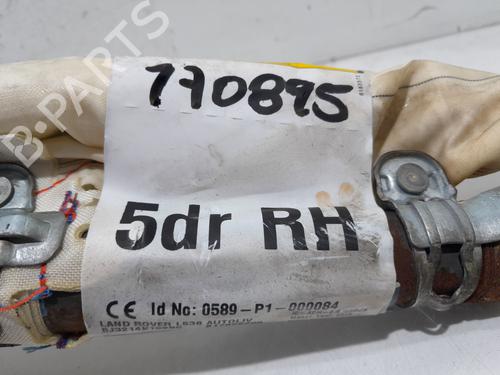 170895
5dr RH
CE Id No: 0589-P1-000084
LAND ROVER L538 AUTOLIV
B-PARTS